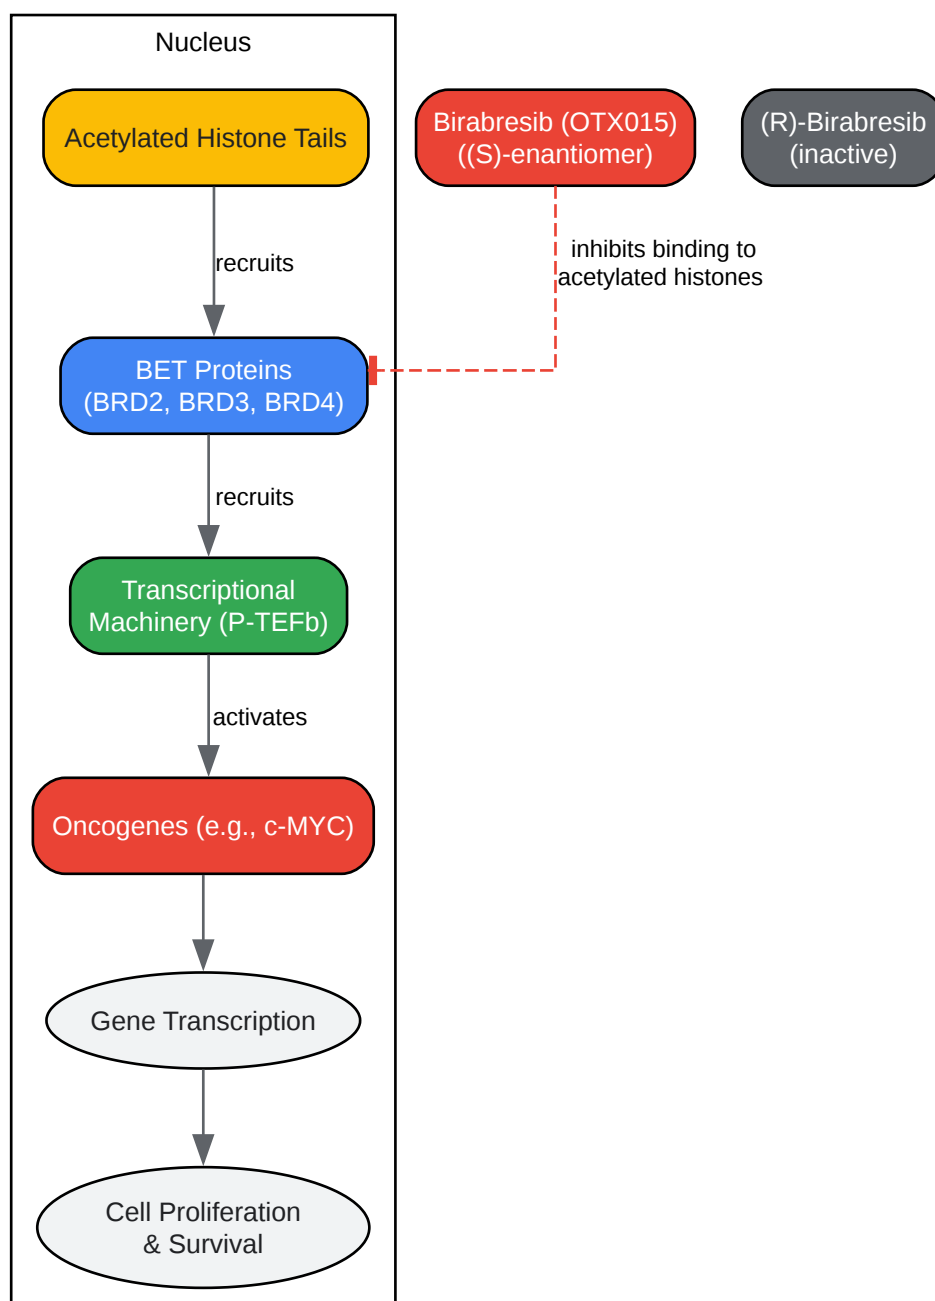 Nucleus
Acetylated Histone Tails
Birabresib (OTX015)
((S)-enantiomer)
(R)-Birabresib
(inactive)
recruits
inhibits binding to
acetylated histones
BET Proteins
(BRD2, BRD3, BRD4)
recruits
Transcriptional
Machinery (P-TEFb)
activates
Oncogenes (e.g., c-MYC)
Gene Transcription
Cell Proliferation
& Survival